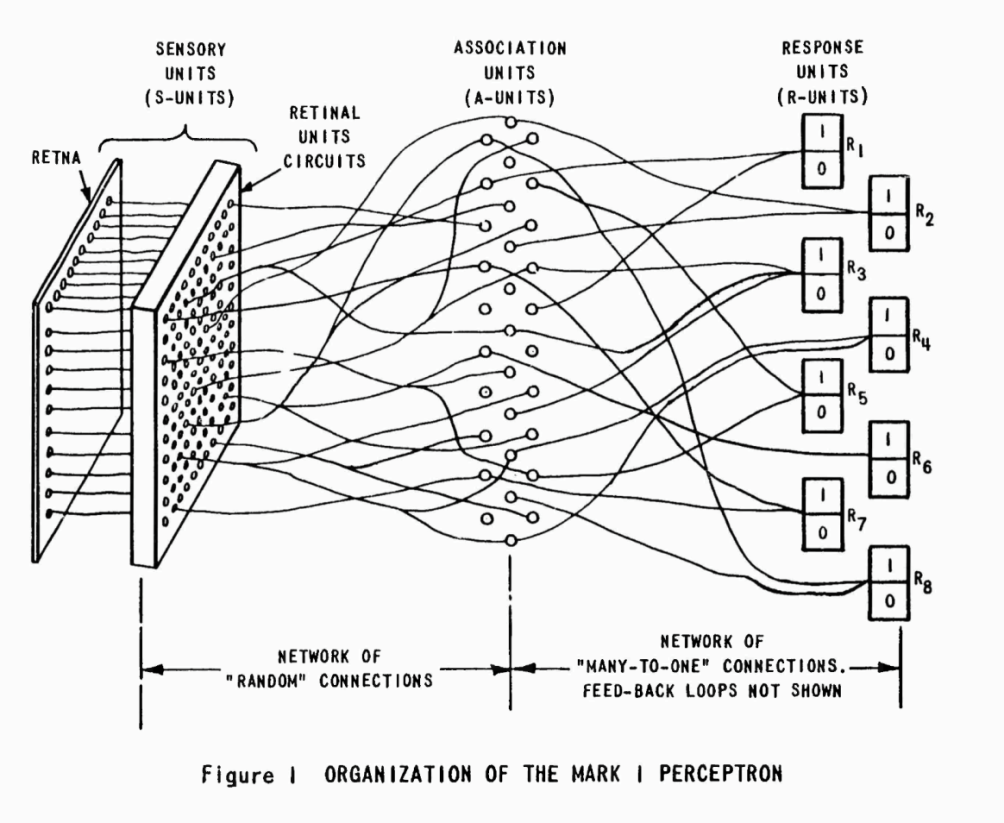 SENSORY
UNITS
(S-UNITS)
ASSOCIATION
UNITS
(A-UNITS)
RESPONSE
UNITS
(R-UNITS)
RETNA
RETINAL
UNITS
CIRCUITS
1
0
R1
1
0
R2
1
0
R3
1
0
R4
1
0
R5
1
0
R6
1
0
R7
1
0
R8
NETWORK OF
"RANDOM" CONNECTIONS
NETWORK OF
"MANY-TO-ONE" CONNECTIONS.
FEED-BACK LOOPS NOT SHOWN
Figure 1 ORGANIZATION OF THE MARK 1 PERCEPTRON